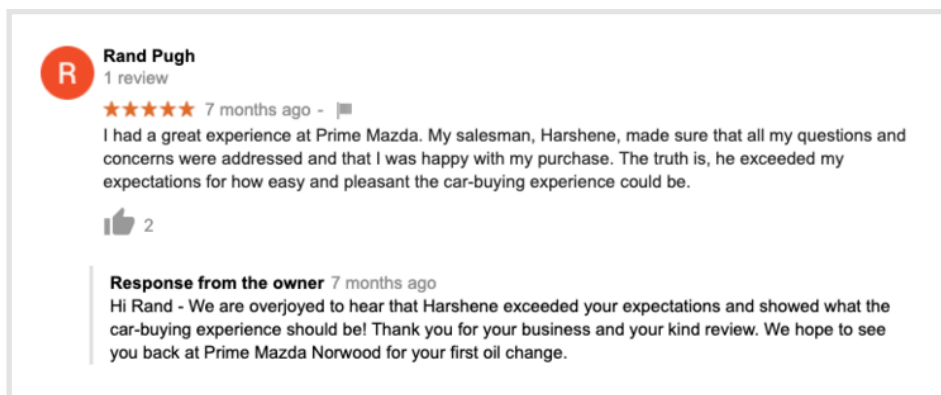 R
Rand Pugh
1 review
7 months ago -
I had a great experience at Prime Mazda. My salesman, Harshene, made sure that all my questions and
concerns were addressed and that I was happy with my purchase. The truth is, he exceeded my
expectations for how easy and pleasant the car-buying experience could be.
2
Response from the owner 7 months ago
Hi Rand - We are overjoyed to hear that Harshene exceeded your expectations and showed what the
car-buying experience should be! Thank you for your business and your kind review. We hope to see
you back at Prime Mazda Norwood for your first oil change.